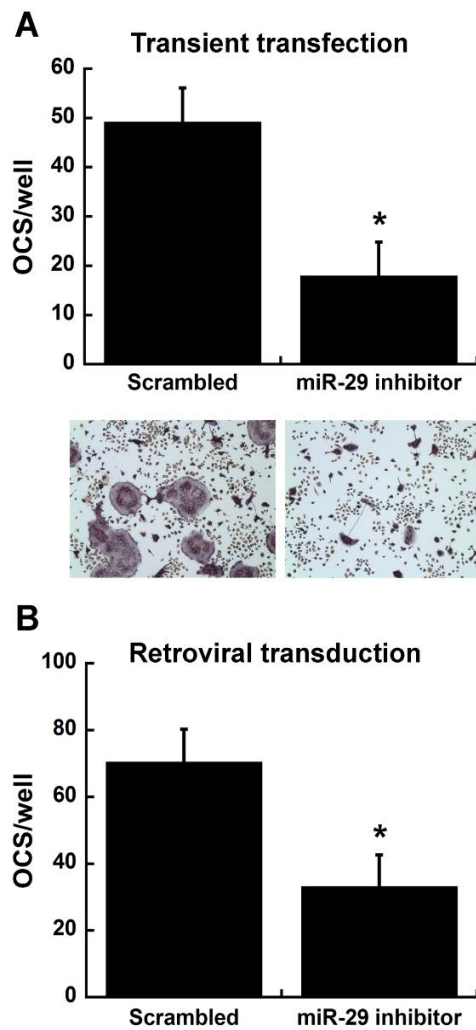 A
Transient transfection
60
50
40
30
20
10
0
OCS/well
*
Scrambled
miR-29 inhibitor
B
Retroviral transduction
100
80
60
40
20
0
OCS/well
*
Scrambled
miR-29 inhibitor